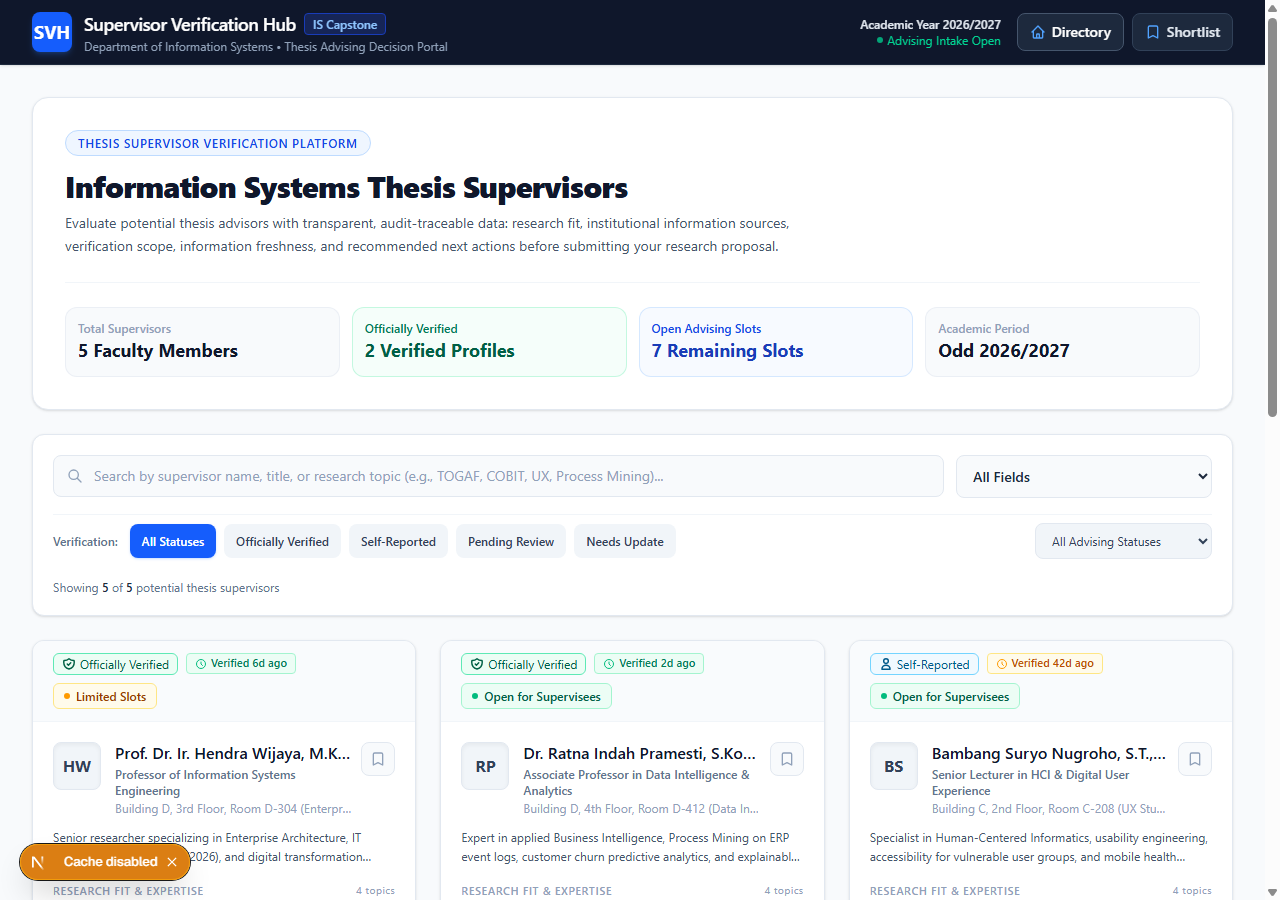 SVH
Supervisor Verification Hub
IS Capstone
Department of Information Systems • Thesis Advising Decision Portal
Academic Year 2026/2027
Advising Intake Open
Directory
Shortlist
THESIS SUPERVISOR VERIFICATION PLATFORM
Information Systems Thesis Supervisors
Evaluate potential thesis advisors with transparent, audit-traceable data: research fit, institutional information sources,
verification scope, information freshness, and recommended next actions before submitting your research proposal.
Total Supervisors
5 Faculty Members
Officially Verified
2 Verified Profiles
Open Advising Slots
7 Remaining Slots
Academic Period
Odd 2026/2027
Search by supervisor name, title, or research topic (e.g., TOGAF, COBIT, UX, Process Mining)...
All Fields
Verification:
All Statuses
Officially Verified
Self-Reported
Pending Review
Needs Update
All Advising Statuses
Showing 5 of 5 potential thesis supervisors
Officially Verified
Verified 6d ago
Limited Slots
HW
Prof. Dr. Ir. Hendra Wijaya, M.K...
Professor of Information Systems
Engineering
Building D, 3rd Floor, Room D-304 (Enterpr...
Senior researcher specializing in Enterprise Architecture, IT
2026), and digital transformation...
RESEARCH FIT & EXPERTISE
4 topics
Officially Verified
Verified 2d ago
Open for Supervisees
RP
Dr. Ratna Indah Pramesti, S.Ko...
Associate Professor in Data Intelligence &
Analytics
Building D, 4th Floor, Room D-412 (Data In...
Expert in applied Business Intelligence, Process Mining on ERP
event logs, customer churn predictive analytics, and explainabl...
RESEARCH FIT & EXPERTISE
4 topics
Self-Reported
Verified 42d ago
Open for Supervisees
BS
Bambang Suryo Nugroho, S.T.,...
Senior Lecturer in HCI & Digital User
Experience
Building C, 2nd Floor, Room C-208 (UX Stu...
Specialist in Human-Centered Informatics, usability engineering,
accessibility for vulnerable user groups, and mobile health...
RESEARCH FIT & EXPERTISE
4 topics
N
Cache disabled